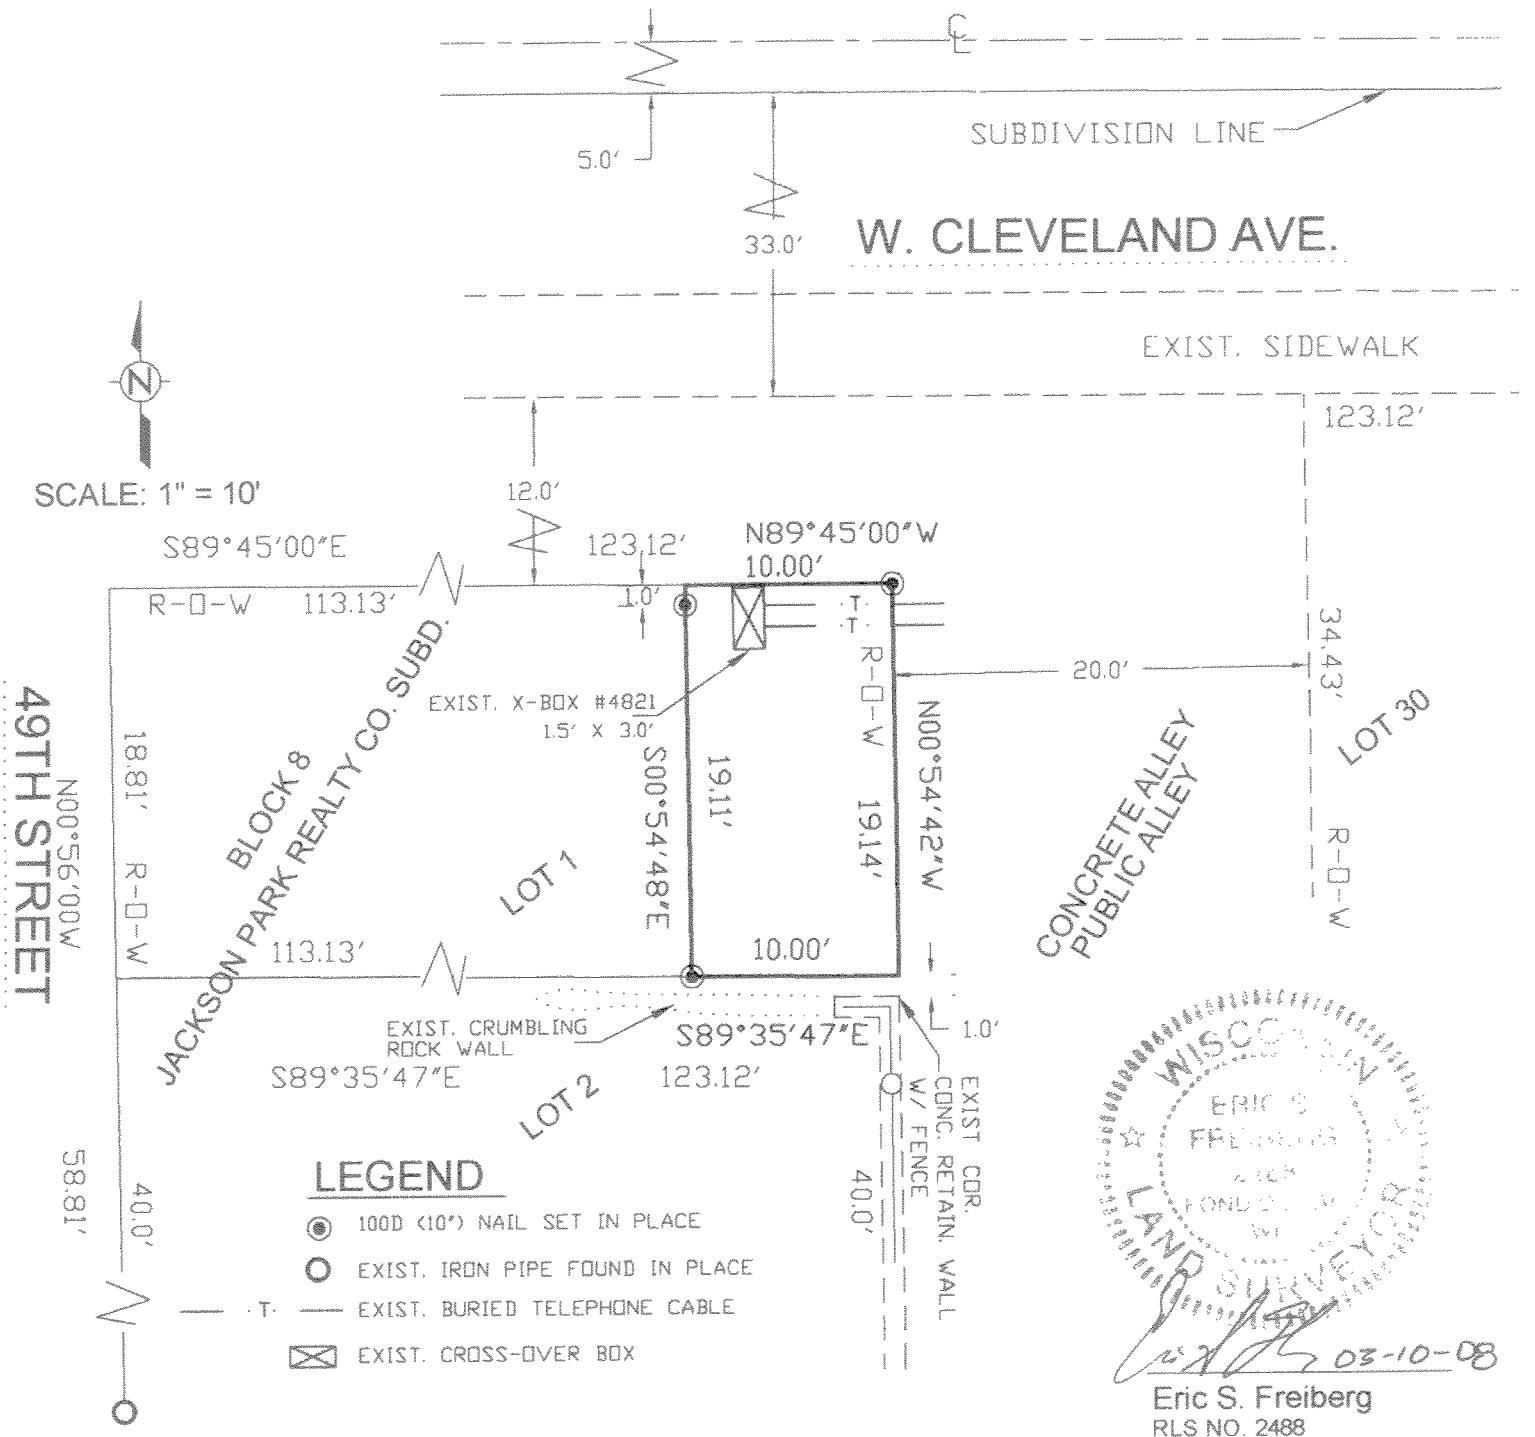 CL
SUBDIVISION LINE
5.0'
33.0'
W. CLEVELAND AVE.
EXIST. SIDEWALK
123.12'
N
SCALE: 1" = 10'
12.0'
S89°45'00"E
123.12'
N89°45'00"W
10.00'
R-O-W 113.13'
1.0'
T
T
R-O-W
34.43'
20.0'
EXIST. X-BOX #4821
1.5' X 3.0'
LOT 30
49TH STREET
N00°56'00W
18.81'
R-O-W
BLOCK 8
JACKSON PARK REALTY CO. SUBD.
LOT 1
S00°54'48"E
19.11'
19.14'
N00°54'42"W
CONCRETE ALLEY
PUBLIC ALLEY
R-O-W
113.13'
10.00'
EXIST. CRUMBLING
ROCK WALL
S89°35'47"E
1.0'
S89°35'47"E
123.12'
LOT 2
EXIST COR.
CONC. RETAIN. WALL
W/ FENCE
40.0'
58.81'
40.0'
LEGEND
100D (10") NAIL SET IN PLACE
EXIST. IRON PIPE FOUND IN PLACE
T EXIST. BURIED TELEPHONE CABLE
EXIST. CROSS-OVER BOX
WISCONSIN
ERIC S
FREIBERG
WI
LAND SURVEYOR
03-10-08
Eric S. Freiberg
RLS NO. 2488